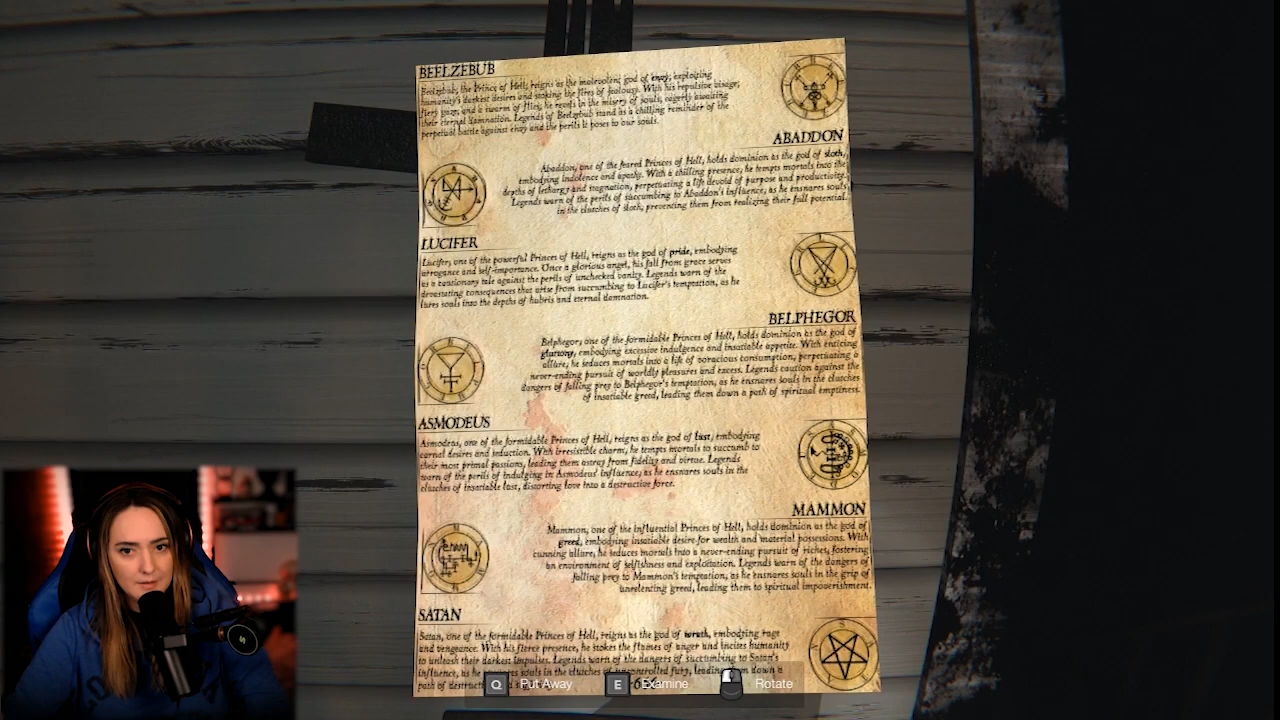 BEELZEBUB
Beelzebub, the Prince of Hell, reigns as the malevolent god of envy, exploiting
humanity's darkest desires and stoking the fires of jealousy. With his repulsive visage,
fiery gaze, and a swarm of flies, he revels in the misery of souls, eagerly awaiting
their eternal damnation. Legends of Beelzebub stand as a chilling reminder of the
perpetual battle against envy and the perils it poses to our souls.
ABADDON
Abaddon, one of the feared Princes of Hell, holds dominion as the god of sloth,
embodying indolence and apathy. With a chilling presence, he tempts mortals into the
depths of lethargy and stagnation, perpetuating a life devoid of purpose and productivity.
Legends warn of the perils of succumbing to Abaddon's influence, as he ensnares souls
in the clutches of sloth, preventing them from realizing their full potential.
LUCIFER
Lucifer, one of the powerful Princes of Hell, reigns as the god of pride, embodying
arrogance and self-importance. Once a glorious angel, his fall from grace serves
as a cautionary tale against the perils of unchecked vanity. Legends warn of the
devastating consequences that arise from succumbing to Lucifer's temptation, as he
lures souls into the depths of hubris and eternal damnation.
BELPHEGOR
Belphegor, one of the formidable Princes of Hell, holds dominion as the god of
gluttony, embodying excessive indulgence and insatiable appetite. With enticing
allure, he seduces mortals into a life of voracious consumption, perpetuating a
never-ending pursuit of worldly pleasures and excess. Legends caution against the
dangers of falling prey to Belphegor's temptation, as he ensnares souls in the clutches
of insatiable greed, leading them down a path of spiritual emptiness.
ASMODEUS
Asmodeus, one of the formidable Princes of Hell, reigns as the god of lust, embodying
carnal desires and seduction. With irresistible charm, he tempts mortals to succumb to
their most primal passions, leading them astray from fidelity and virtue. Legends
warn of the perils of indulging in Asmodeus' influence, as he ensnares souls in the
clutches of insatiable lust, distorting love into a destructive force.
MAMMON
Mammon, one of the influential Princes of Hell, holds dominion as the god of
greed, embodying insatiable desire for wealth and material possessions. With
cunning allure, he seduces mortals into a never-ending pursuit of riches, fostering
an environment of selfishness and exploitation. Legends warn of the dangers of
falling prey to Mammon's temptation, as he ensnares souls in the grip of
unrelenting greed, leading them to spiritual impoverishment.
SATAN
Satan, one of the formidable Princes of Hell, reigns as the god of wrath, embodying rage
and vengeance. With his fierce presence, he stokes the flames of anger and incites humanity
to unleash their darkest impulses. Legends warn of the dangers of succumbing to Satan's
influence, as he ensnares souls in the clutches of uncontrolled fury, leading them down a
path of
Q Put Away E Examine Rotate